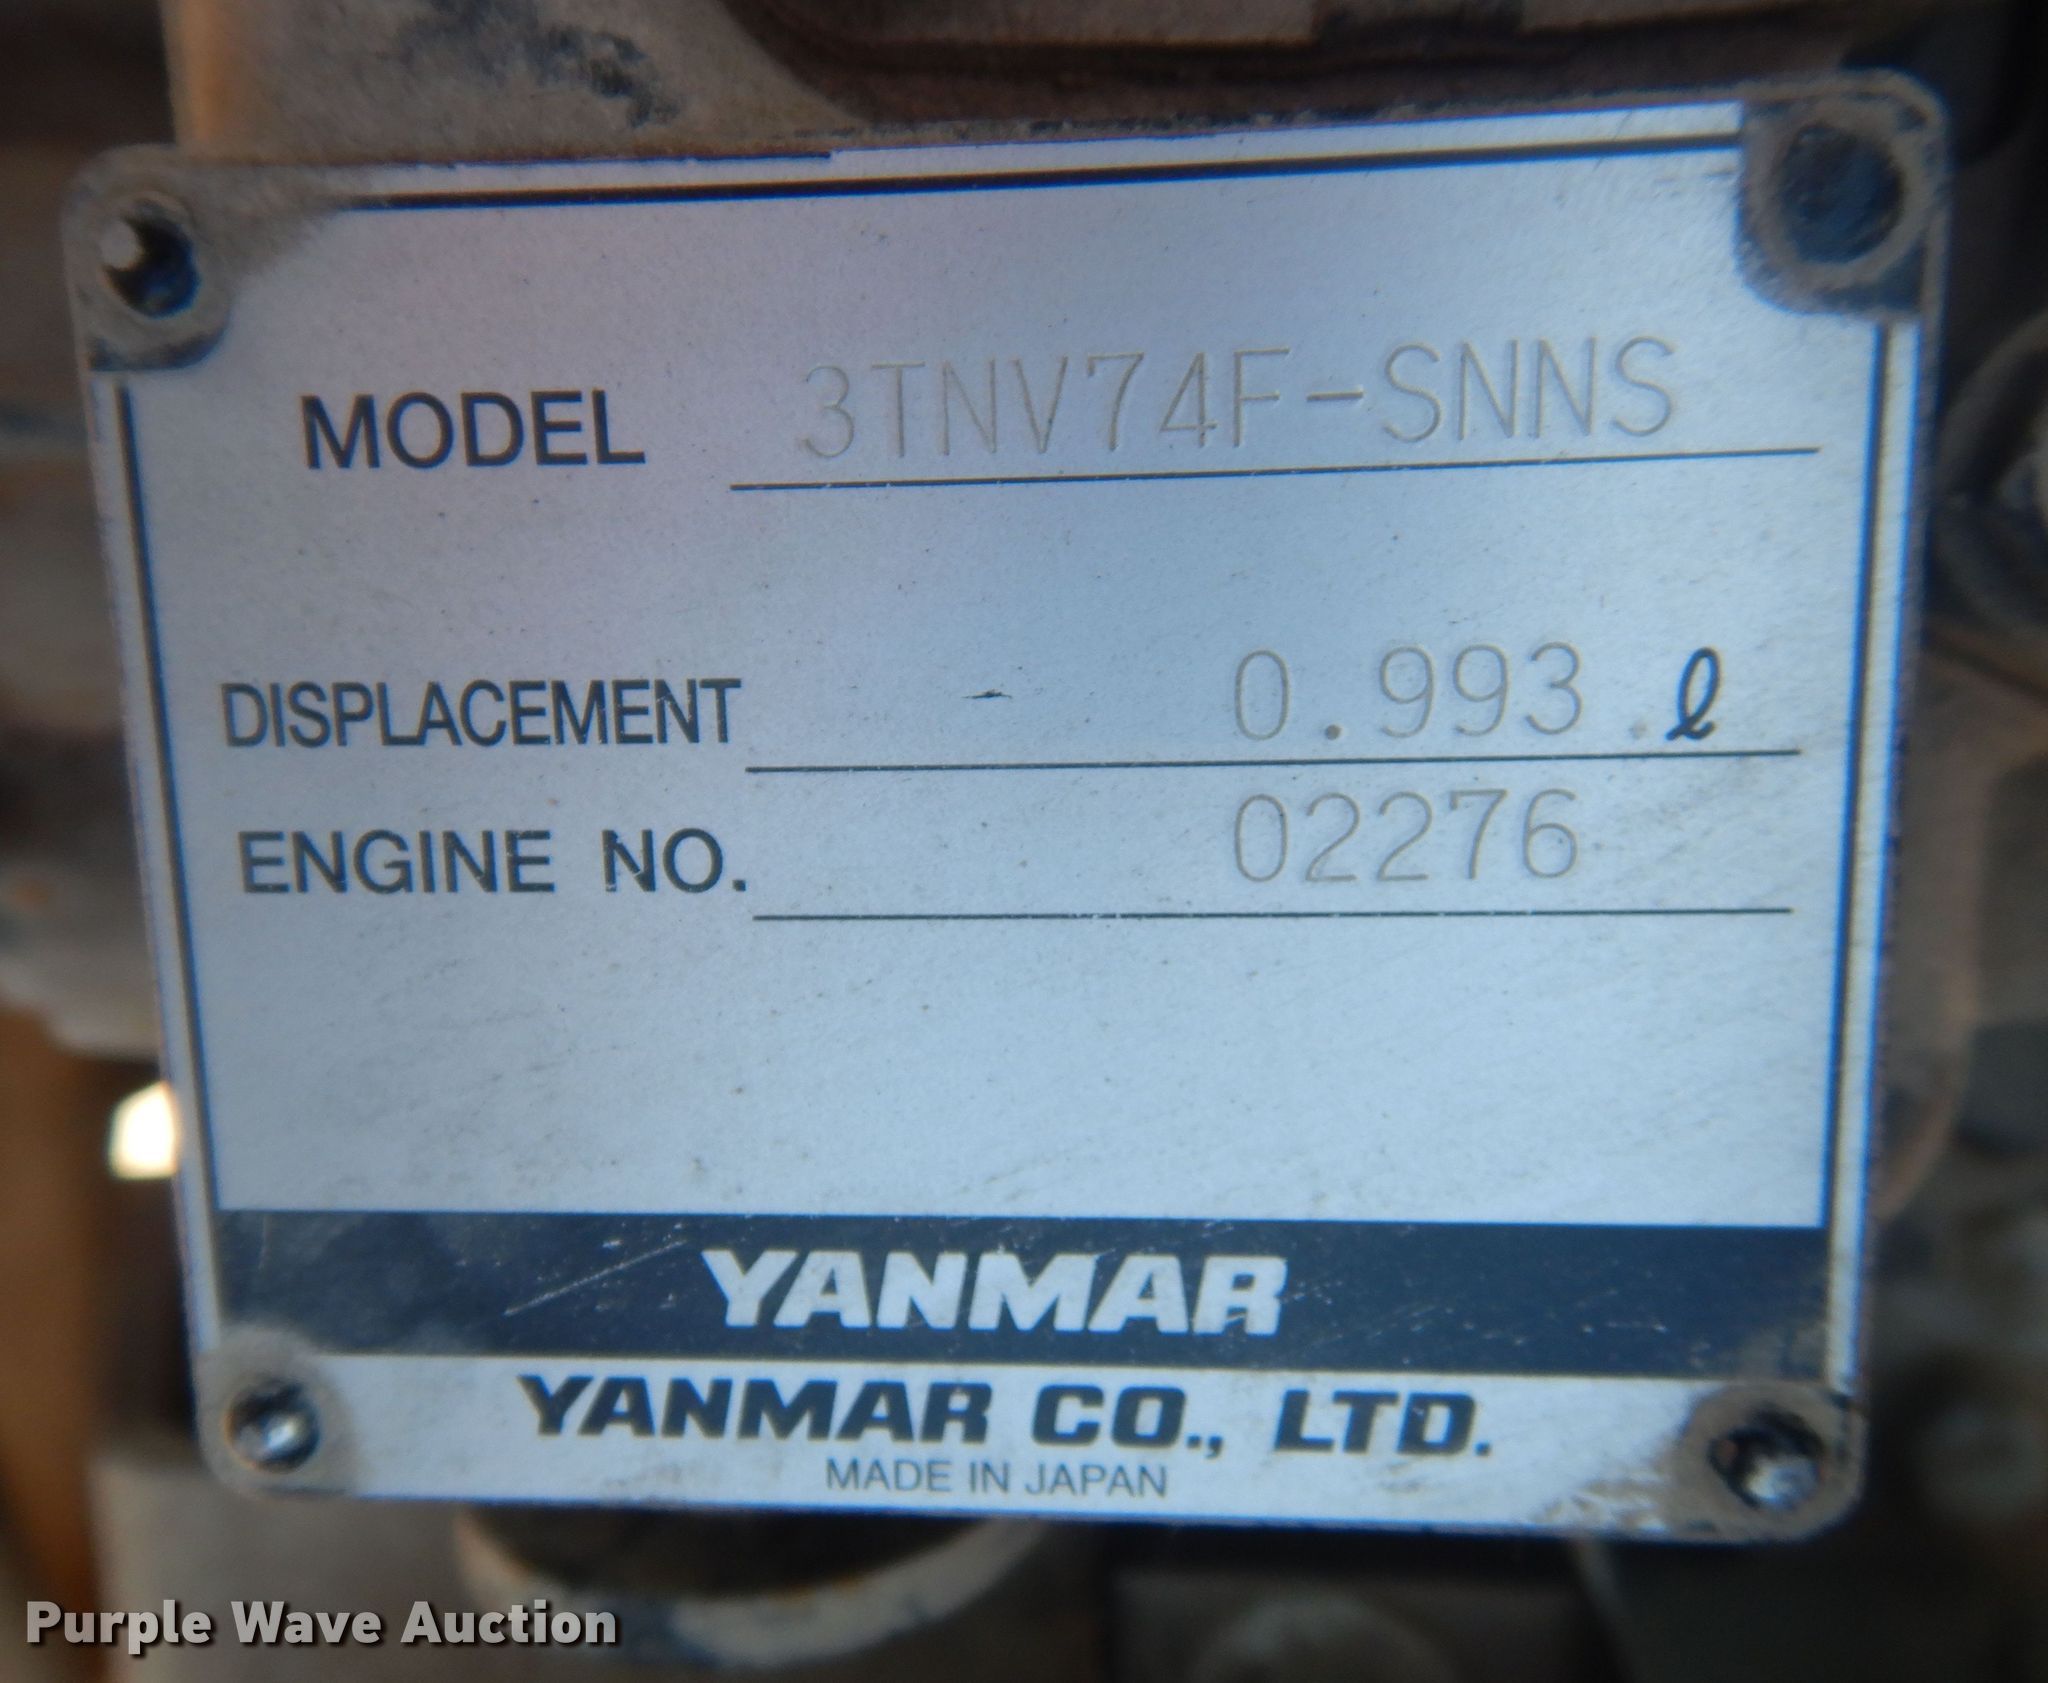 MODEL 3TNV74F-SNNS
DISPLACEMENT 0.993 ℓ
ENGINE NO. 02276
YANMAR
YANMAR CO., LTD.
MADE IN JAPAN
Purple Wave Auction